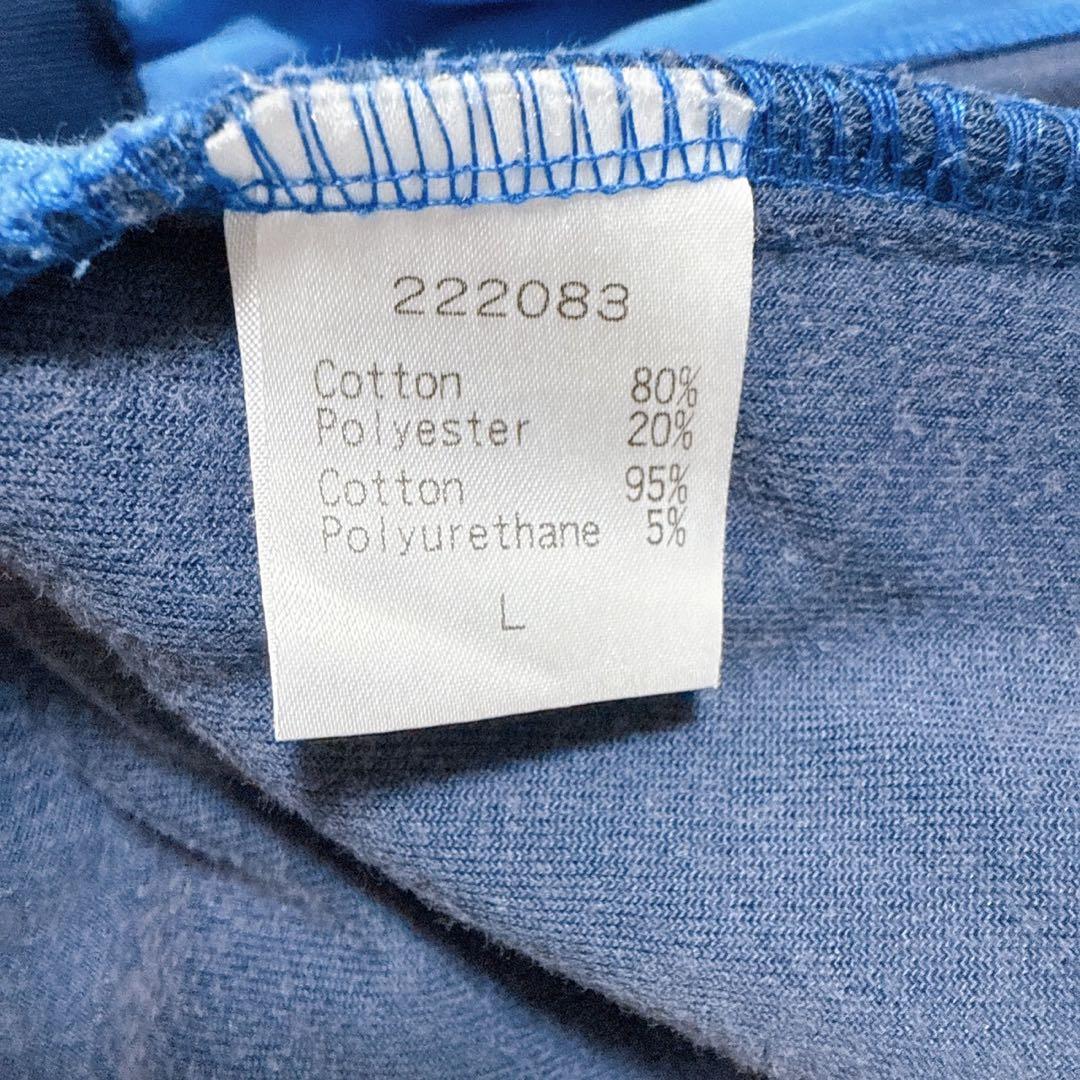 222083
Cotton 80%
Polyester 20%
Cotton 95%
Polyurethane 5%
L